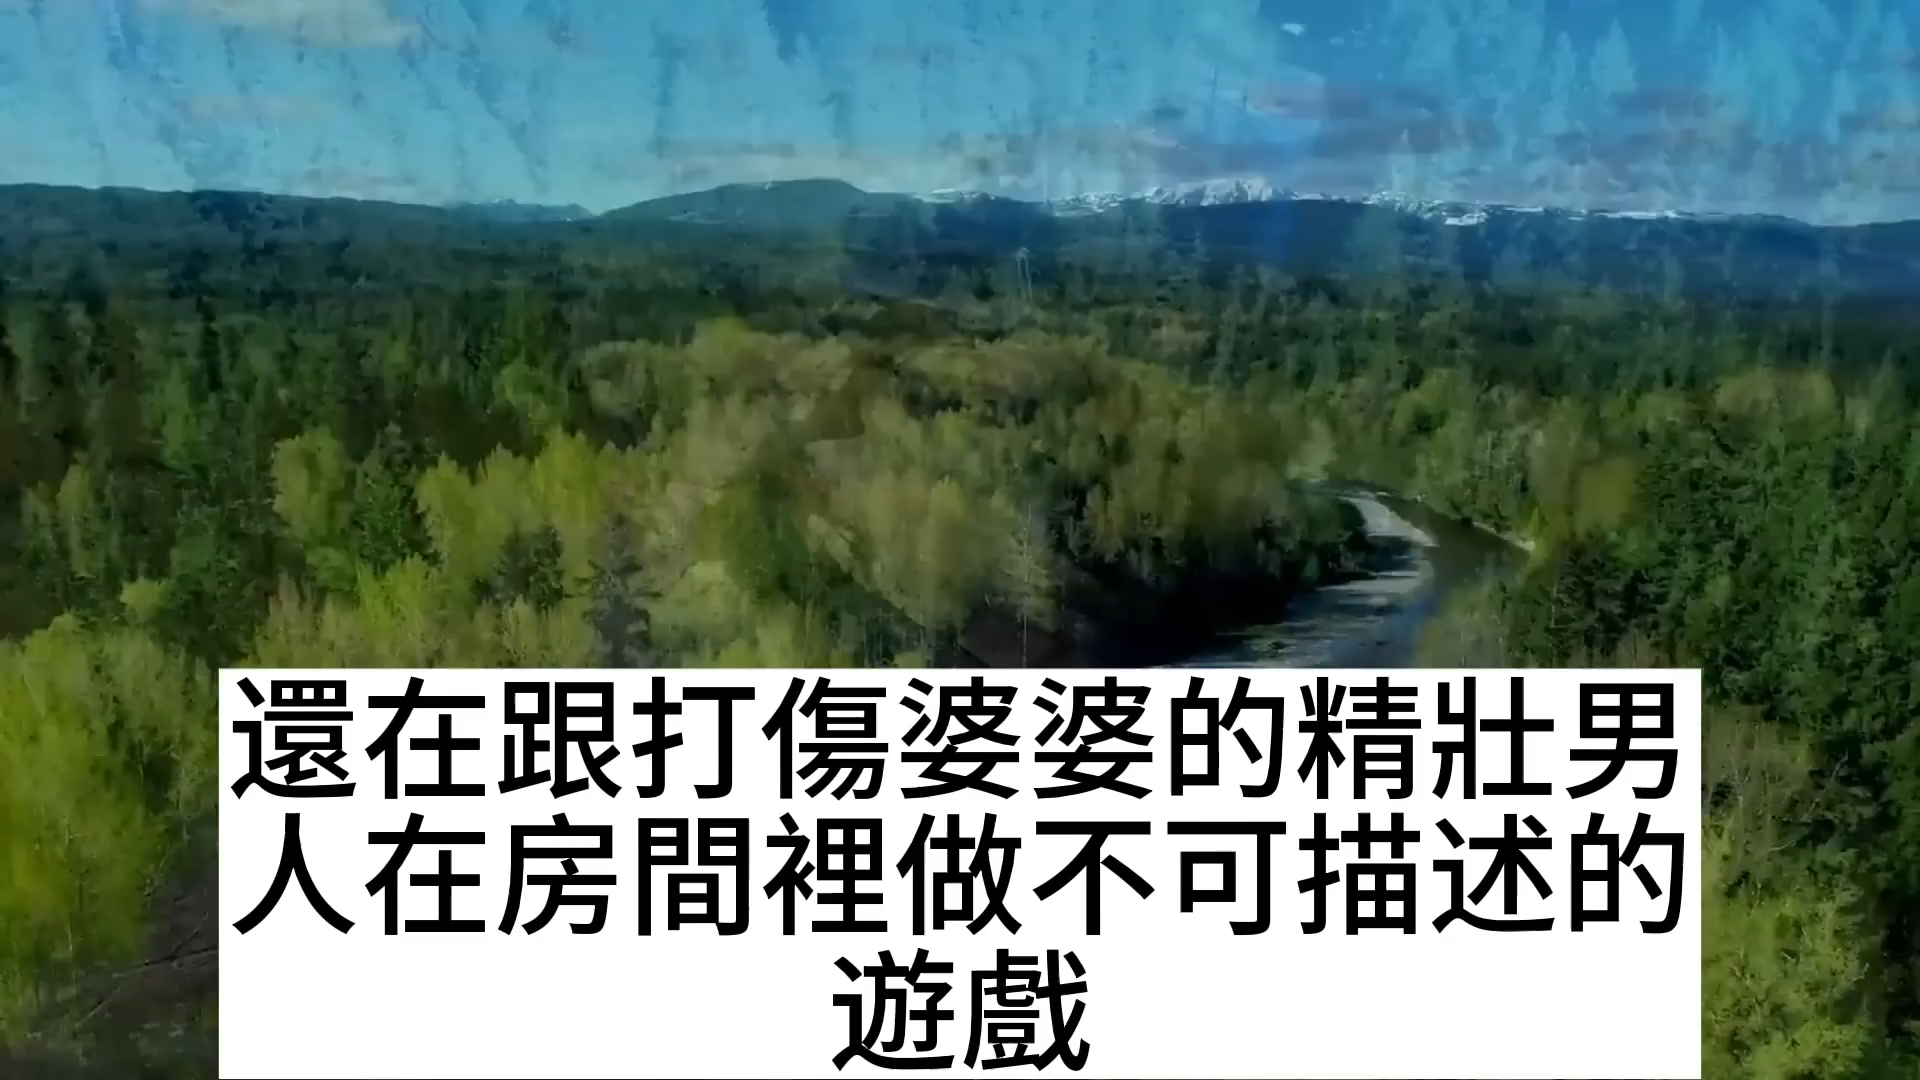 還在跟打傷婆婆的精壯男
人在房間裡做不可描述的
遊戲